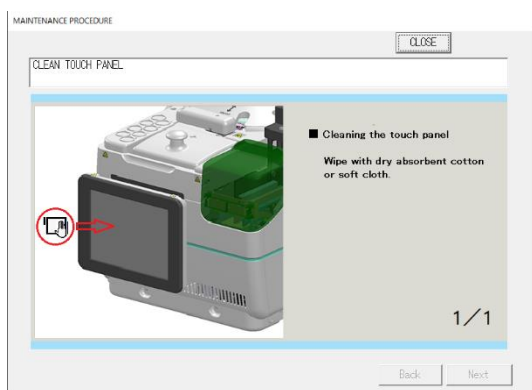 MAINTENANCE PROCEDURE
CLOSE
CLEAN TOUCH PANEL
■ Cleaning the touch panel
Wipe with dry absorbent cotton
or soft cloth.
1/1
Back Next